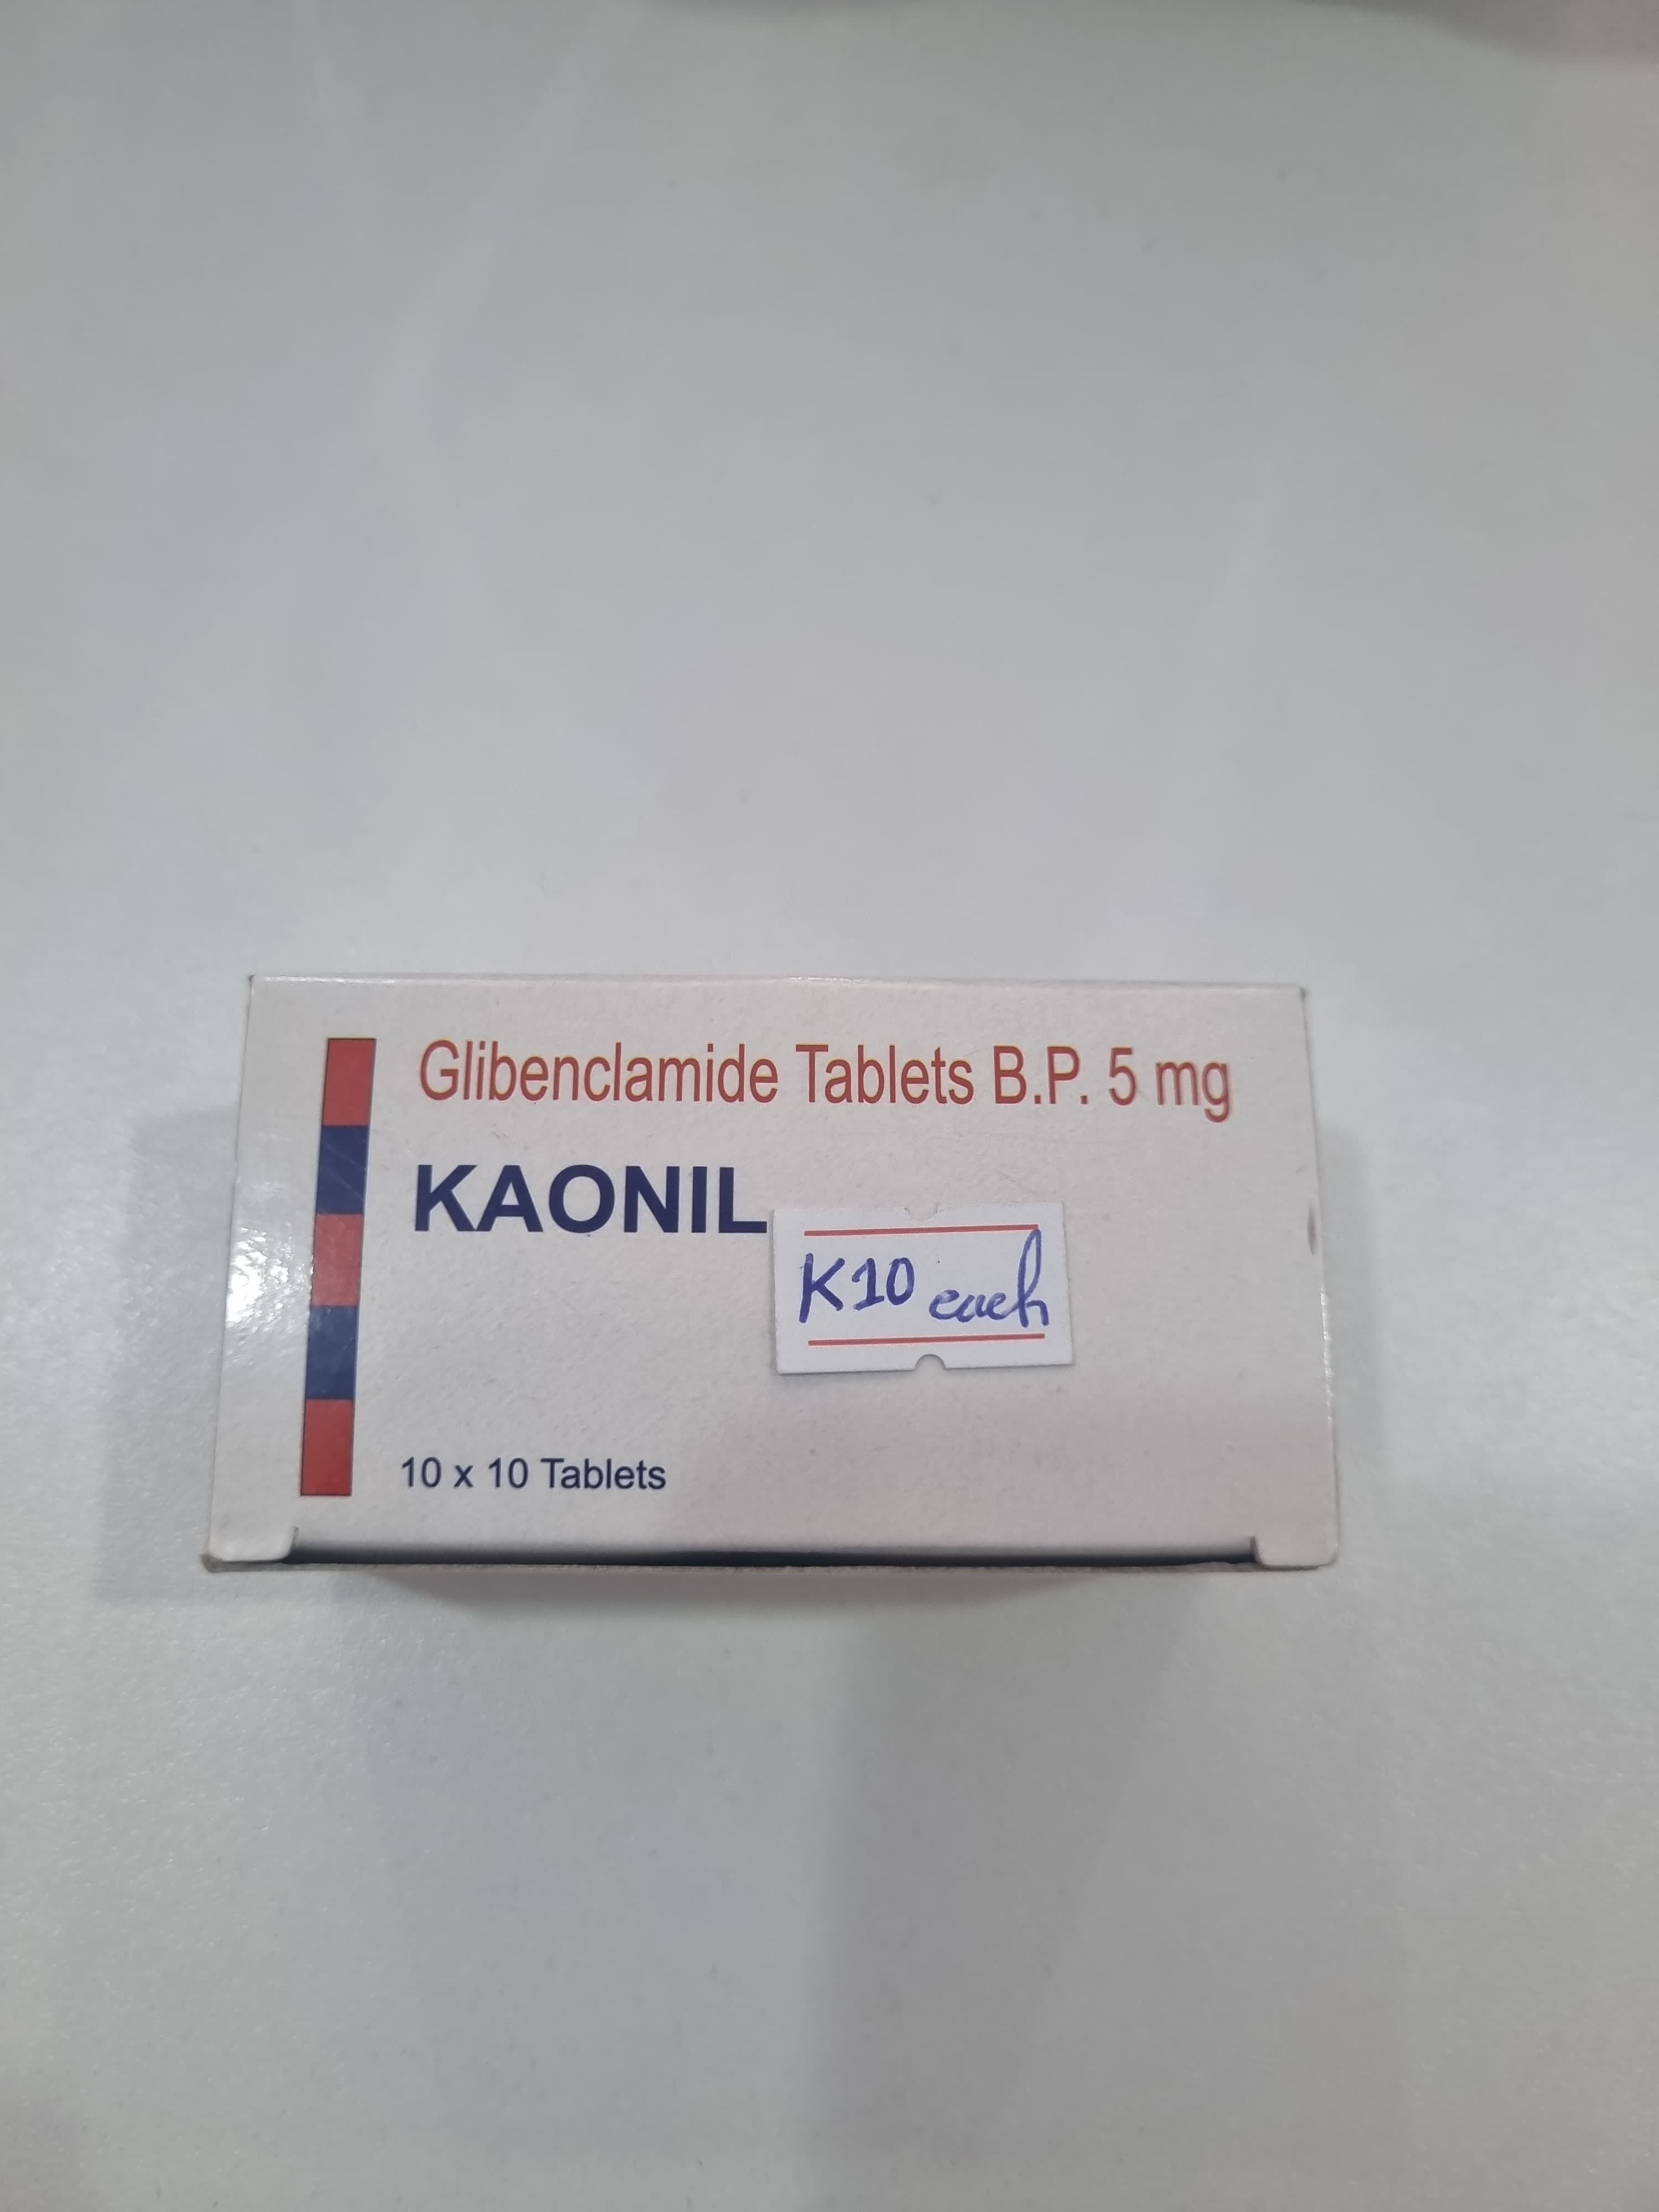 Glibenclamide Tablets B.P. 5 mg
KAONIL
K10 each
10 x 10 Tablets